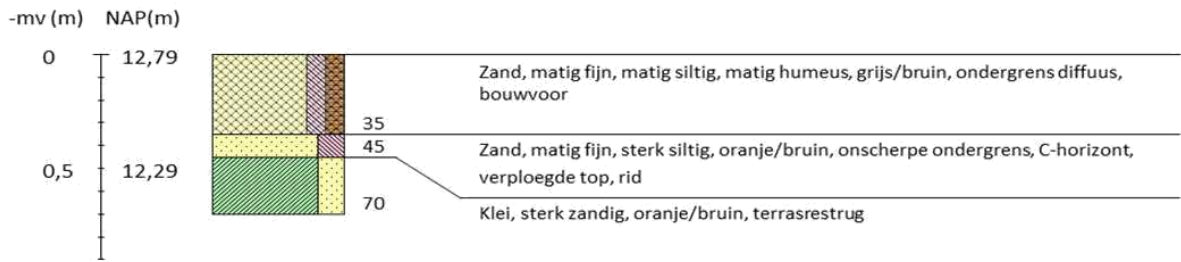 -mv (m) NAP(m)
0 12,79
Zand, matig fijn, matig siltig, matig humeus, grijs/bruin, ondergrens diffuus,
bouwvoor
35
45
Zand, matig fijn, sterk siltig, oranje/bruin, onscherpe ondergrens, C-horizont,
verploegde top, rid
0,5 12,29
70
Klei, sterk zandig, oranje/bruin, terrasrestrug